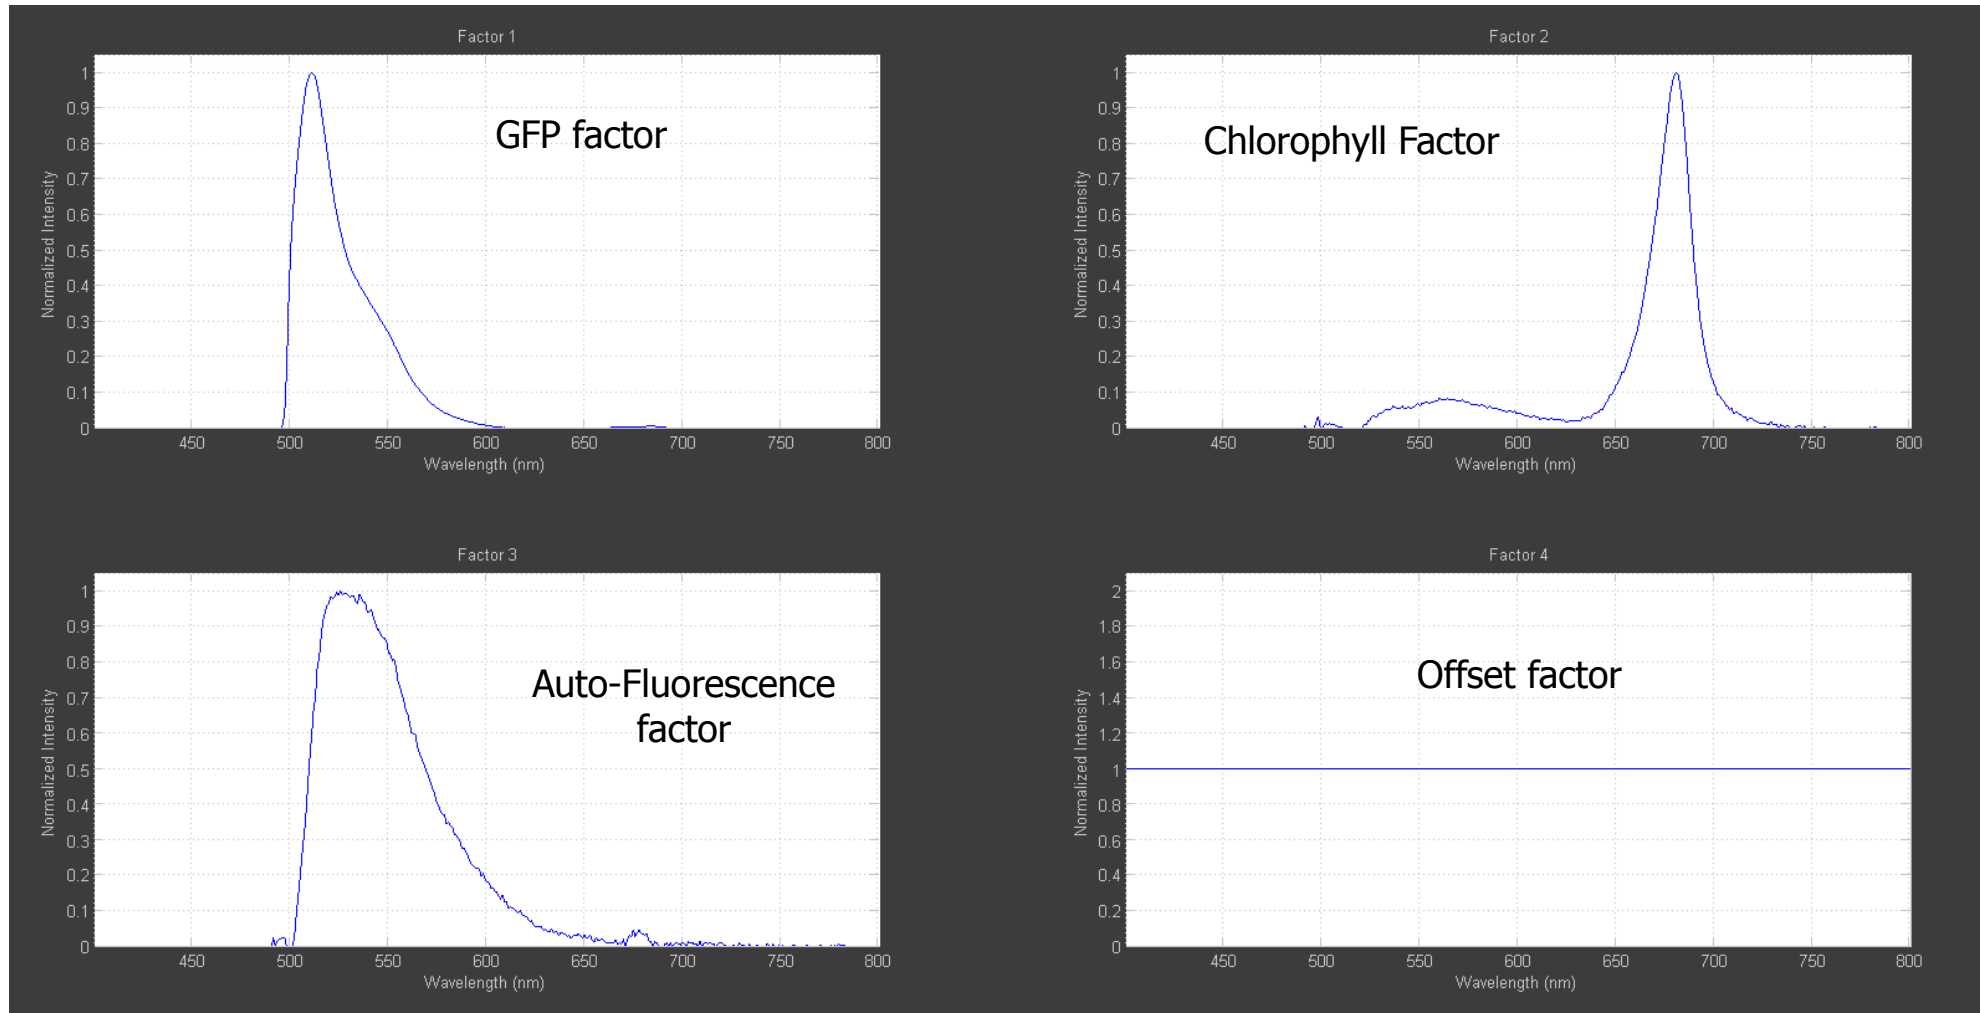 Factor 1
1
0.9
0.8
0.7
0.6
0.5
0.4
0.3
0.2
0.1
0
Normalized Intensity
GFP factor
450 500 550 600 650 700 750 800
Wavelength (nm)
Factor 2
1
0.9
0.8
0.7
0.6
0.5
0.4
0.3
0.2
0.1
0
Normalized Intensity
Chlorophyll Factor
450 500 550 600 650 700 750 800
Wavelength (nm)
Factor 3
1
0.9
0.8
0.7
0.6
0.5
0.4
0.3
0.2
0.1
0
Normalized Intensity
Auto-Fluorescence
factor
450 500 550 600 650 700 750 800
Wavelength (nm)
Factor 4
2
1.8
1.6
1.4
1.2
1
0.8
0.6
0.4
0.2
0
Normalized Intensity
Offset factor
450 500 550 600 650 700 750 800
Wavelength (nm)